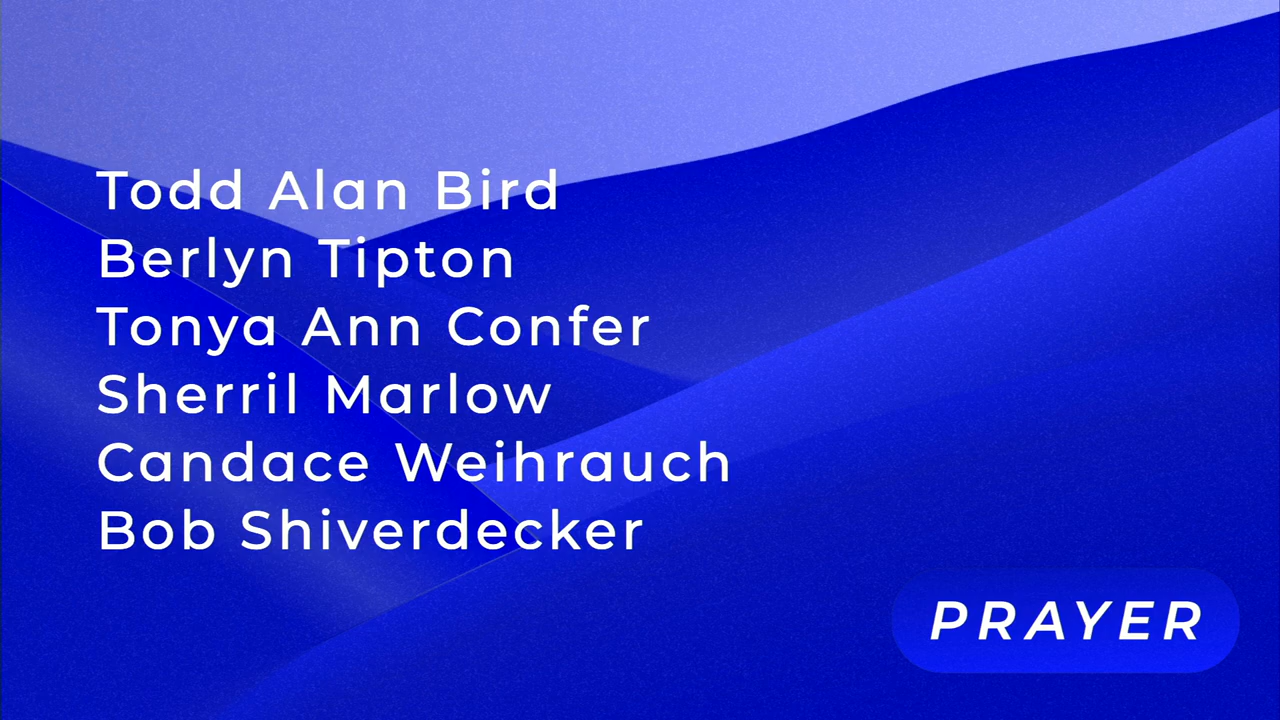 Todd Alan Bird
Berlyn Tipton
Tonya Ann Confer
Sherril Marlow
Candace Weihrauch
Bob Shiverdecker
PRAYER